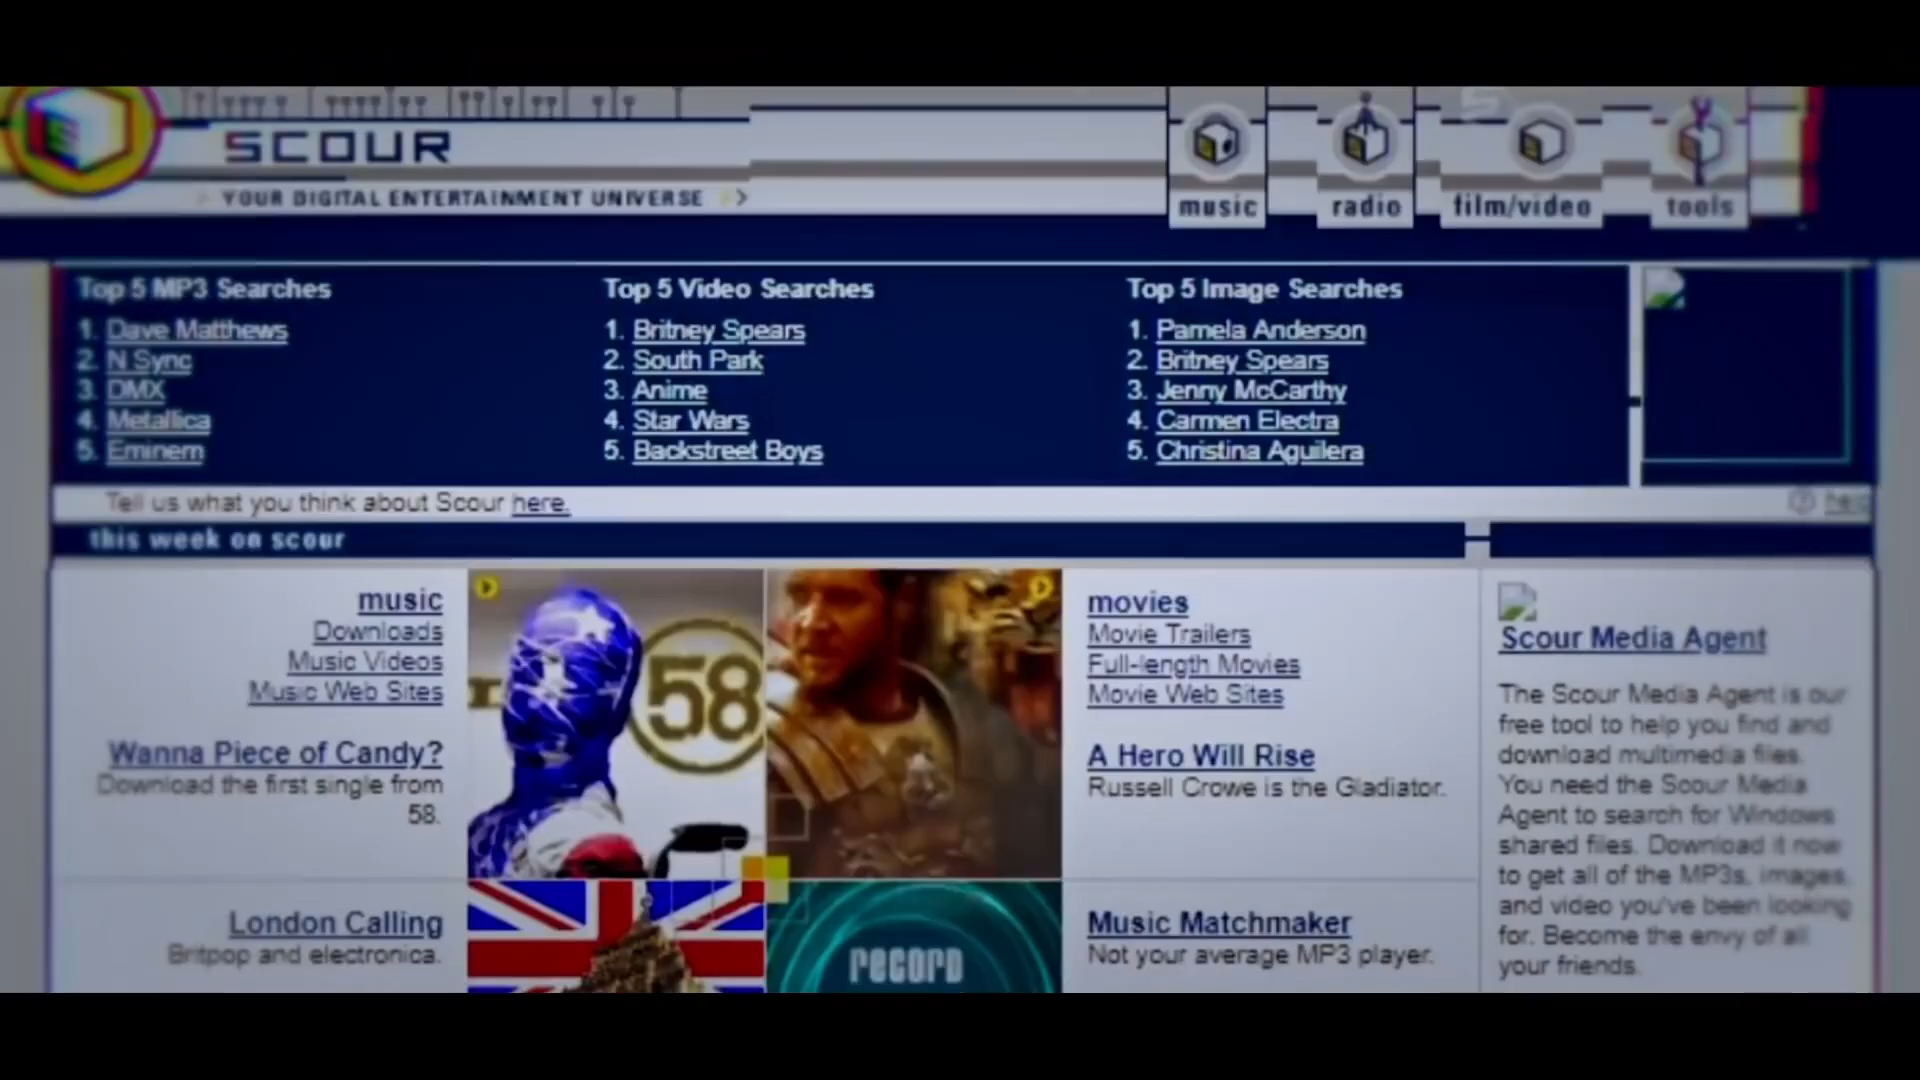 SCOUR
YOUR DIGITAL ENTERTAINMENT UNIVERSE
music
radio
film/video
tools
Top 5 MP3 Searches
1. Dave Matthews
2. N Sync
3. DMX
4. Metallica
5. Eminem
Top 5 Video Searches
1. Britney Spears
2. South Park
3. Anime
4. Star Wars
5. Backstreet Boys
Top 5 Image Searches
1. Pamela Anderson
2. Britney Spears
3. Jenny McCarthy
4. Carmen Electra
5. Christina Aguilera
Tell us what you think about Scour here.
help
this week on scour
music
Downloads
Music Videos
Music Web Sites
Wanna Piece of Candy?
Download the first single from
58.
58
movies
Movie Trailers
Full-length Movies
Movie Web Sites
A Hero Will Rise
Russell Crowe is the Gladiator.
London Calling
Britpop and electronica.
record
Music Matchmaker
Not your average MP3 player.
Scour Media Agent
The Scour Media Agent is our
free tool to help you find and
download multimedia files.
You need the Scour Media
Agent to search for Windows
shared files. Download it now
to get all of the MP3s, images,
and video you've been looking
for. Become the envy of all
your friends.